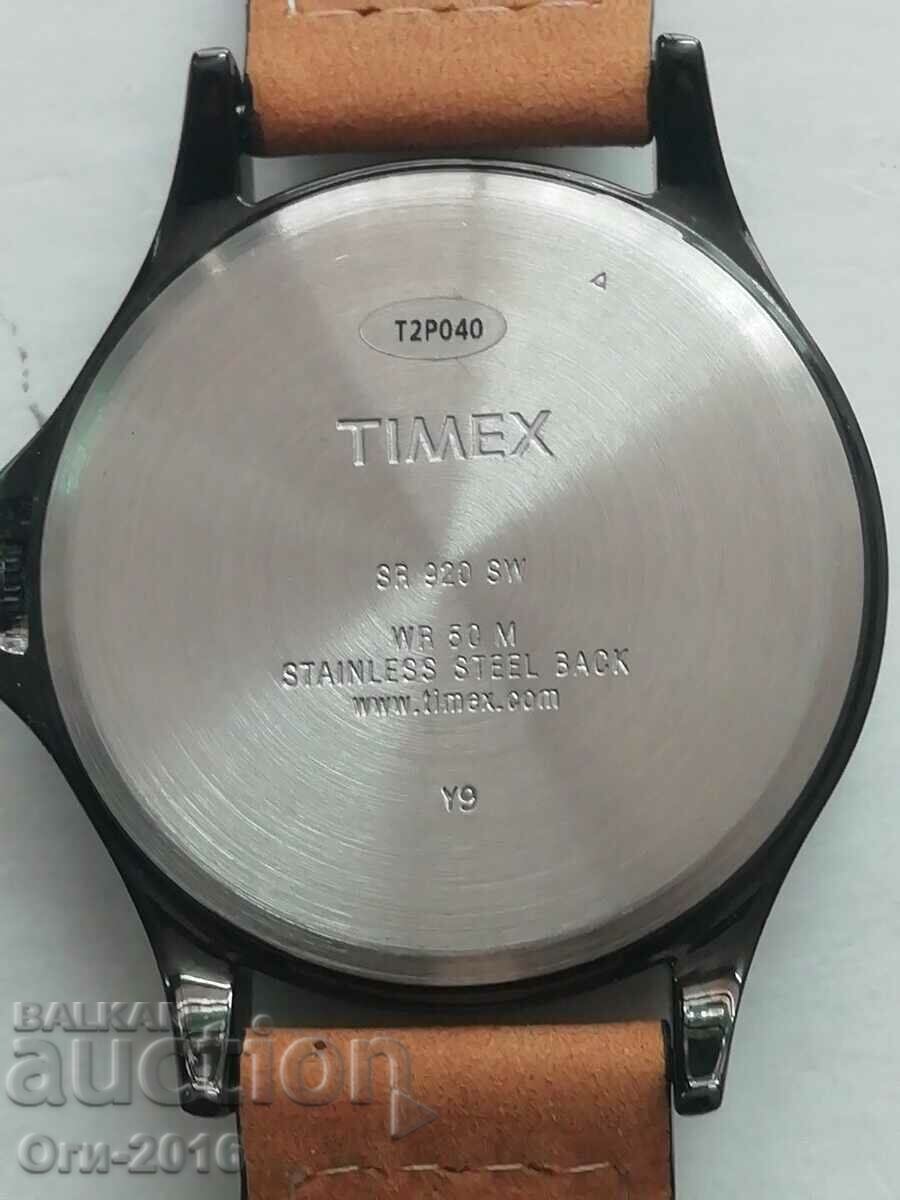 T2P040
TIMEX
SR 920 SW
WR 50 M
STAINLESS STEEL BACK
www.timex.com
Y9
BALKAN
auction
Оги-2016